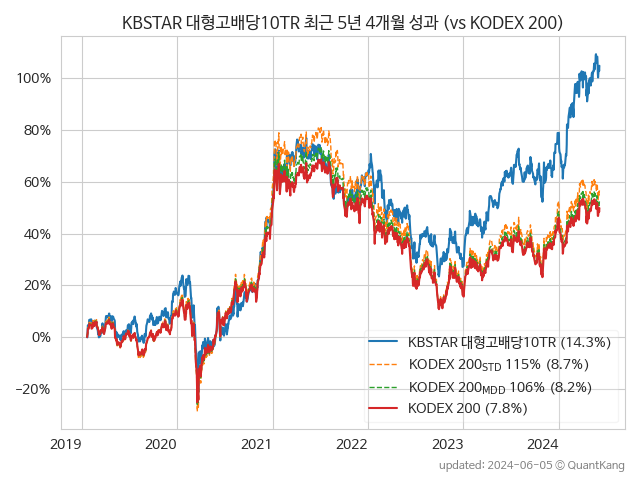 KBSTAR 대형고배당10TR 최근 5년 4개월 성과 (vs KODEX 200)
100%
80%
60%
40%
20%
0%
−20%
KBSTAR 대형고배당10TR (14.3%)
KODEX 200STD 115% (8.7%)
KODEX 200MDD 106% (8.2%)
KODEX 200 (7.8%)
2019 2020 2021 2022 2023 2024
updated: 2024-06-05 © QuantKang